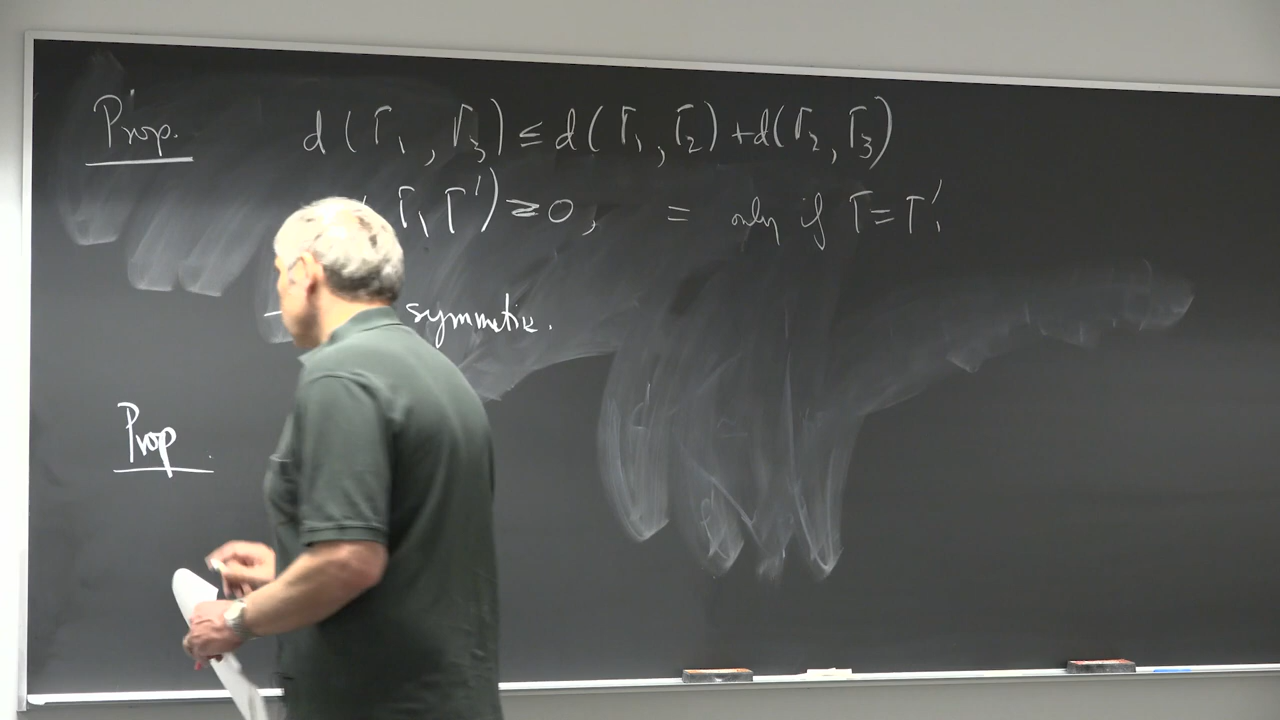 Prop. d(Γ₁, Γ₃) ≤ d(Γ₁, Γ₂) + d(Γ₂, Γ₃)
Γ, Γ') ≥ 0, = only if Γ = Γ'.
symmetric.
Prop.